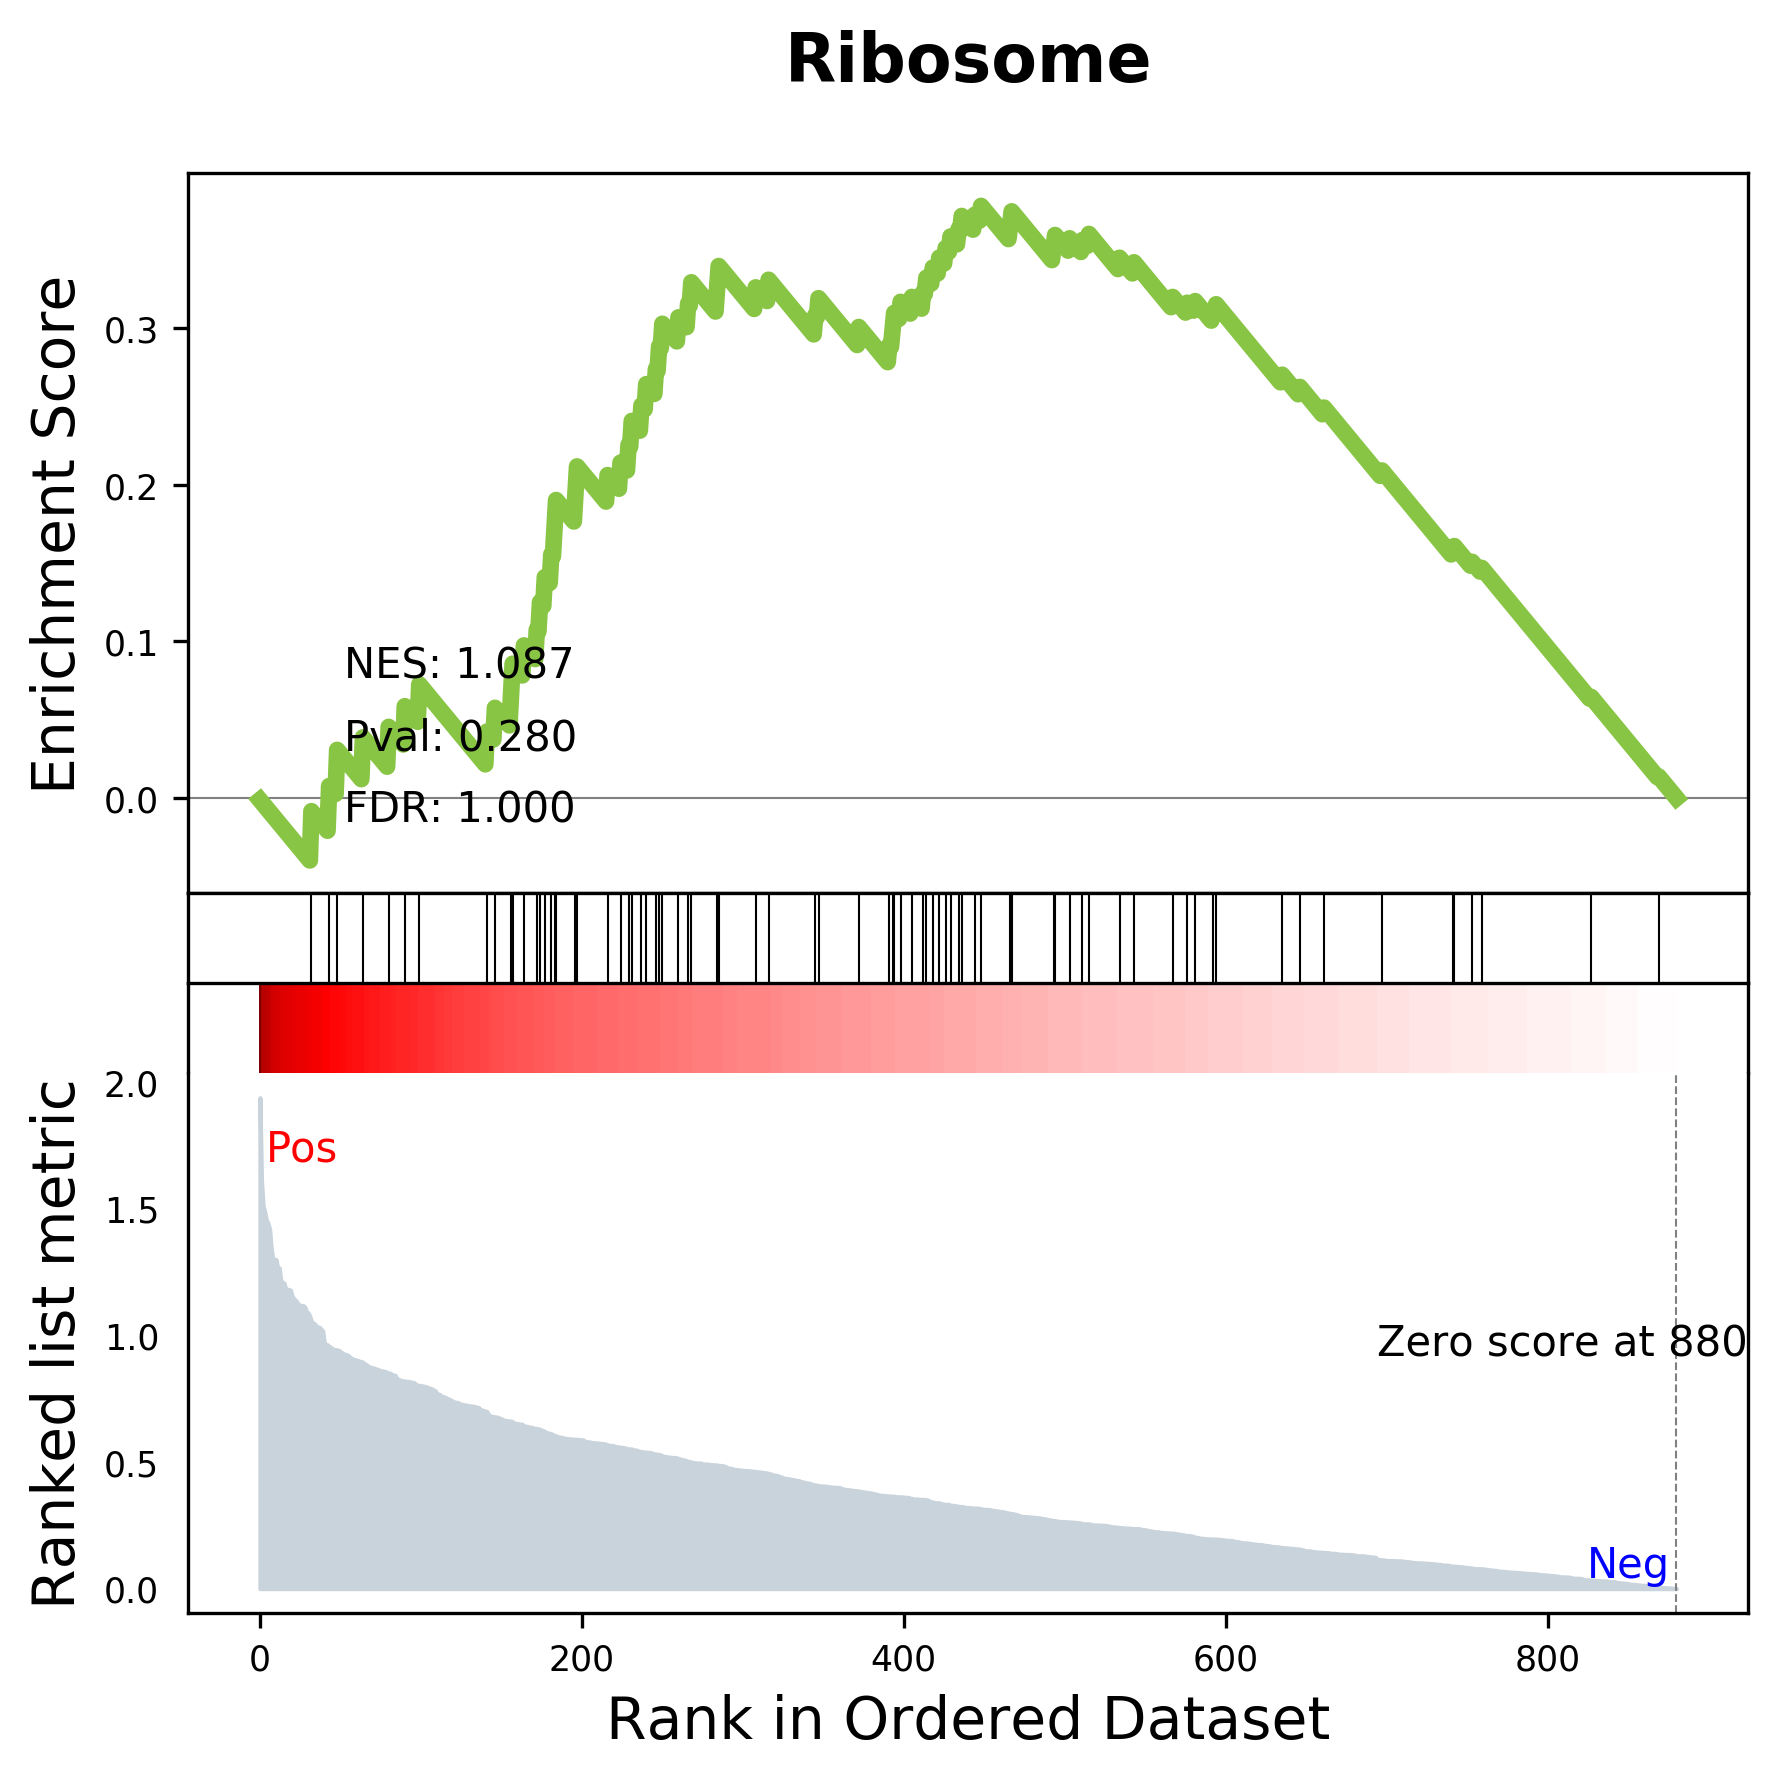 Ribosome
Enrichment Score
0.3
0.2
0.1
0.0
NES: 1.087
Pval: 0.280
FDR: 1.000
Ranked list metric
2.0
1.5
1.0
0.5
0.0
Pos
Zero score at 880
Neg
0 200 400 600 800
Rank in Ordered Dataset